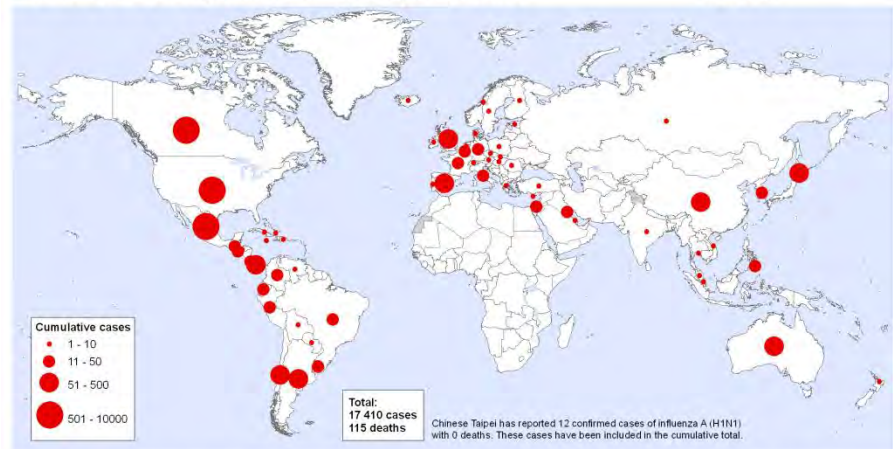 Cumulative cases
1 - 10
11 - 50
51 - 500
501 - 10000
Total:
17 410 cases
115 deaths
Chinese Taipei has reported 12 confirmed cases of influenza A (H1N1)
with 0 deaths. These cases have been included in the cumulative total.